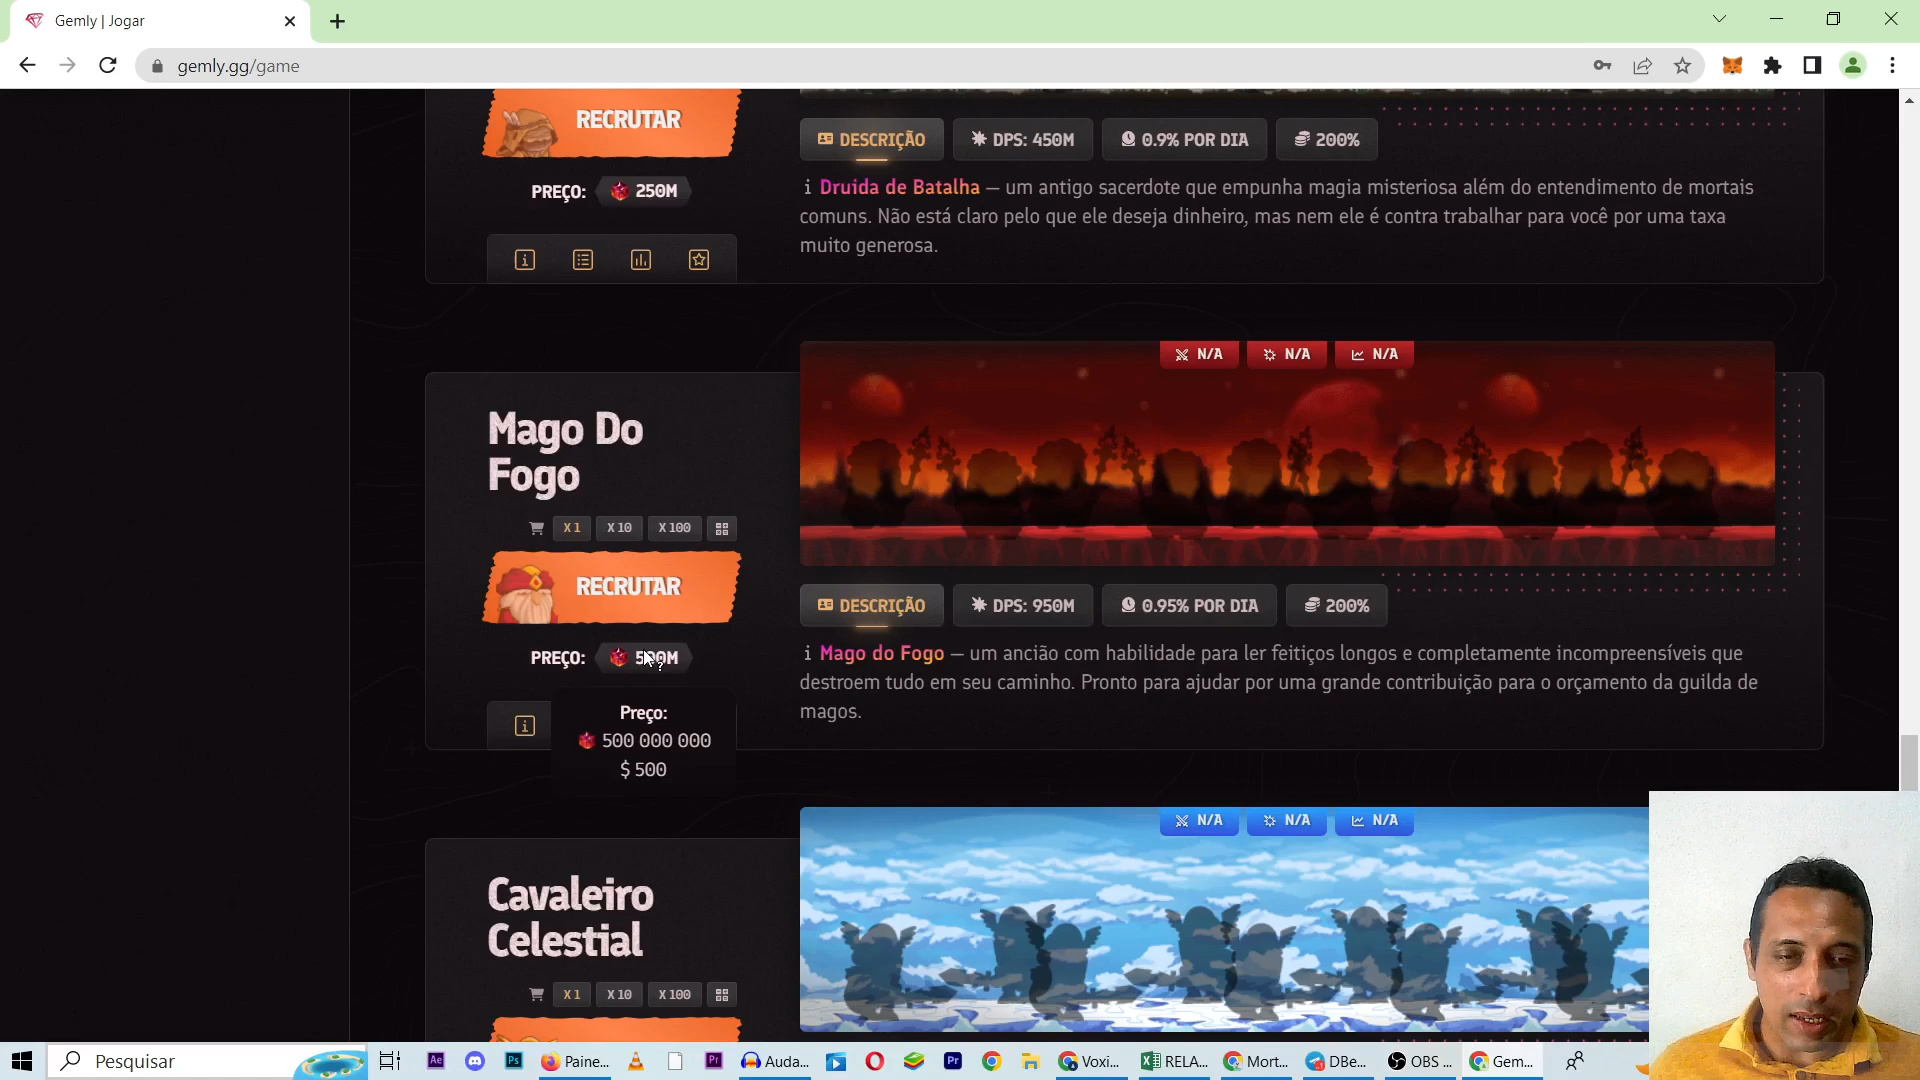 Gemly | Jogar
gemly.gg/game
RECRUTAR
PREÇO: 250M
DESCRIÇÃO
DPS: 450M
0.9% POR DIA
200%
Druida de Batalha — um antigo sacerdote que empunha magia misteriosa além do entendimento de mortais
comuns. Não está claro pelo que ele deseja dinheiro, mas nem ele é contra trabalhar para você por uma taxa
muito generosa.
N/A N/A N/A
Mago Do
Fogo
X 1 X 10 X 100
RECRUTAR
PREÇO: 500M
Preço:
500 000 000
$ 500
DESCRIÇÃO
DPS: 950M
0.95% POR DIA
200%
Mago do Fogo — um ancião com habilidade para ler feitiços longos e completamente incompreensíveis que
destroem tudo em seu caminho. Pronto para ajudar por uma grande contribuição para o orçamento da guilda de
magos.
N/A N/A N/A
Cavaleiro
Celestial
X 1 X 10 X 100
Pesquisar
Ae
Ps
Paine...
Pr
Auda...
Pr
Voxi...
RELA...
Mort...
DBe...
OBS ...
Gem...